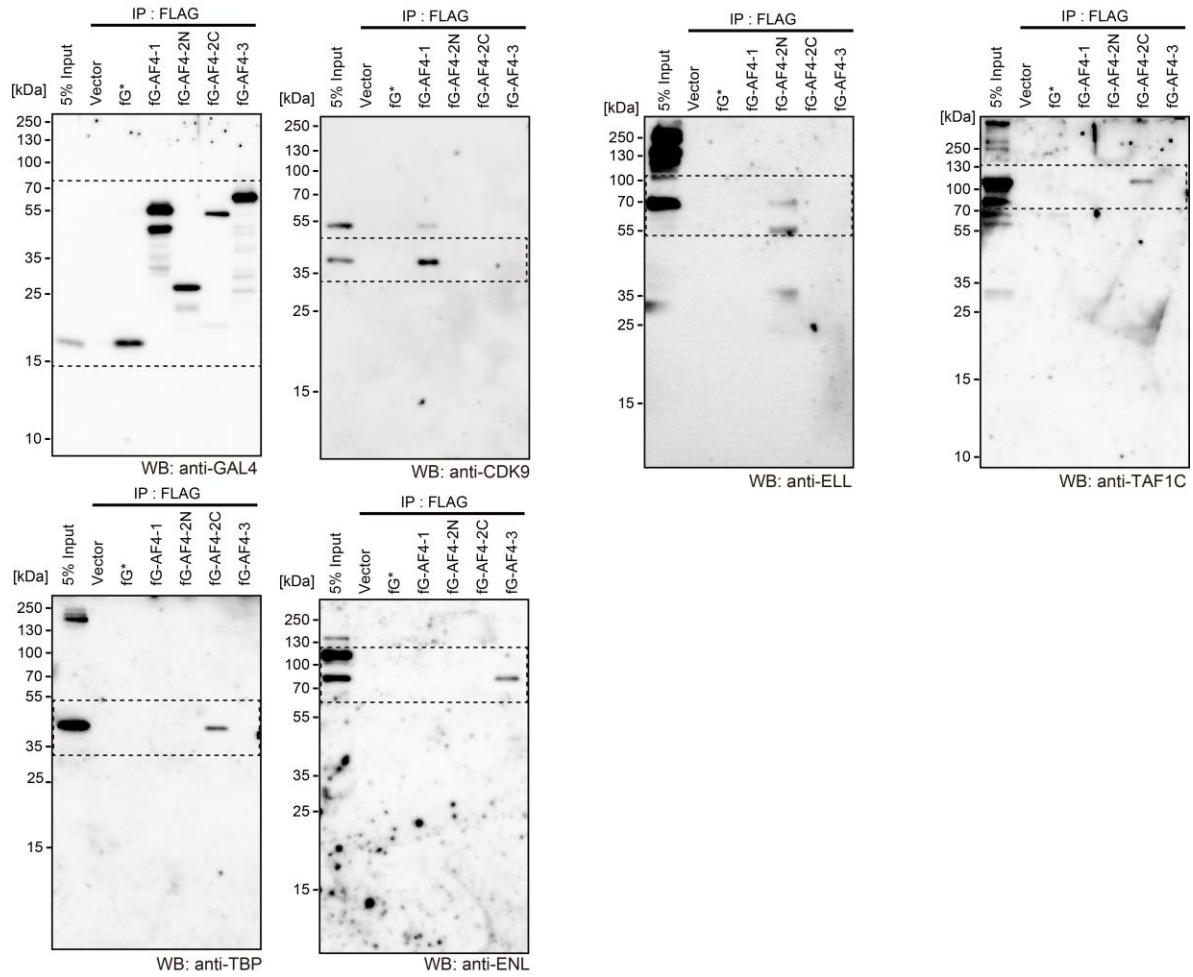 IP : FLAG
5% Input
Vector
fG*
fG-AF4-1
fG-AF4-2N
fG-AF4-2C
fG-AF4-3
[kDa]
250
130
100
70
55
35
25
15
10
WB: anti-GAL4
IP : FLAG
5% Input
Vector
fG*
fG-AF4-1
fG-AF4-2N
fG-AF4-2C
fG-AF4-3
[kDa]
250
130
100
70
55
35
25
15
WB: anti-CDK9
IP : FLAG
5% Input
Vector
fG*
fG-AF4-1
fG-AF4-2N
fG-AF4-2C
fG-AF4-3
[kDa]
250
130
100
70
55
35
25
15
WB: anti-ELL
IP : FLAG
5% Input
Vector
fG*
fG-AF4-1
fG-AF4-2N
fG-AF4-2C
fG-AF4-3
[kDa]
250
130
100
70
55
35
25
15
10
WB: anti-TAF1C
IP : FLAG
5% Input
Vector
fG*
fG-AF4-1
fG-AF4-2N
fG-AF4-2C
fG-AF4-3
[kDa]
250
130
100
70
55
35
25
15
WB: anti-TBP
IP : FLAG
5% Input
Vector
fG*
fG-AF4-1
fG-AF4-2N
fG-AF4-2C
fG-AF4-3
[kDa]
250
130
100
70
55
35
25
15
WB: anti-ENL